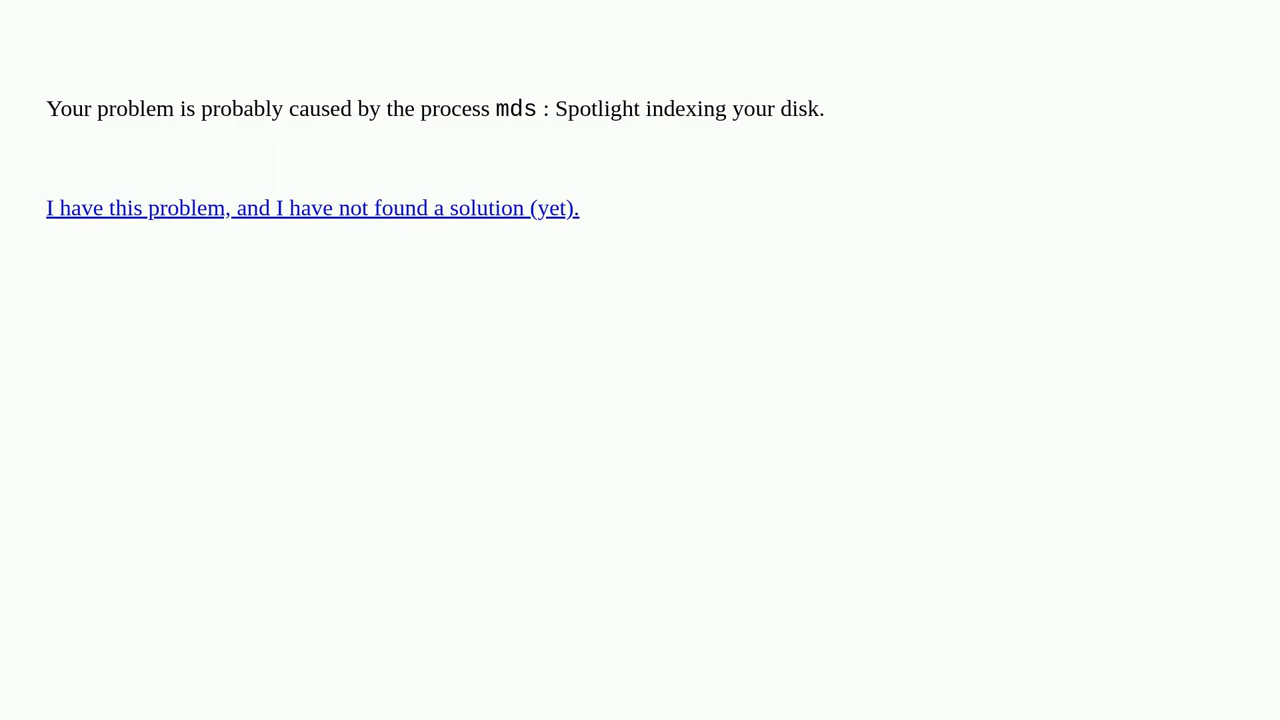 Your problem is probably caused by the process mds : Spotlight indexing your disk.
I have this problem, and I have not found a solution (yet).